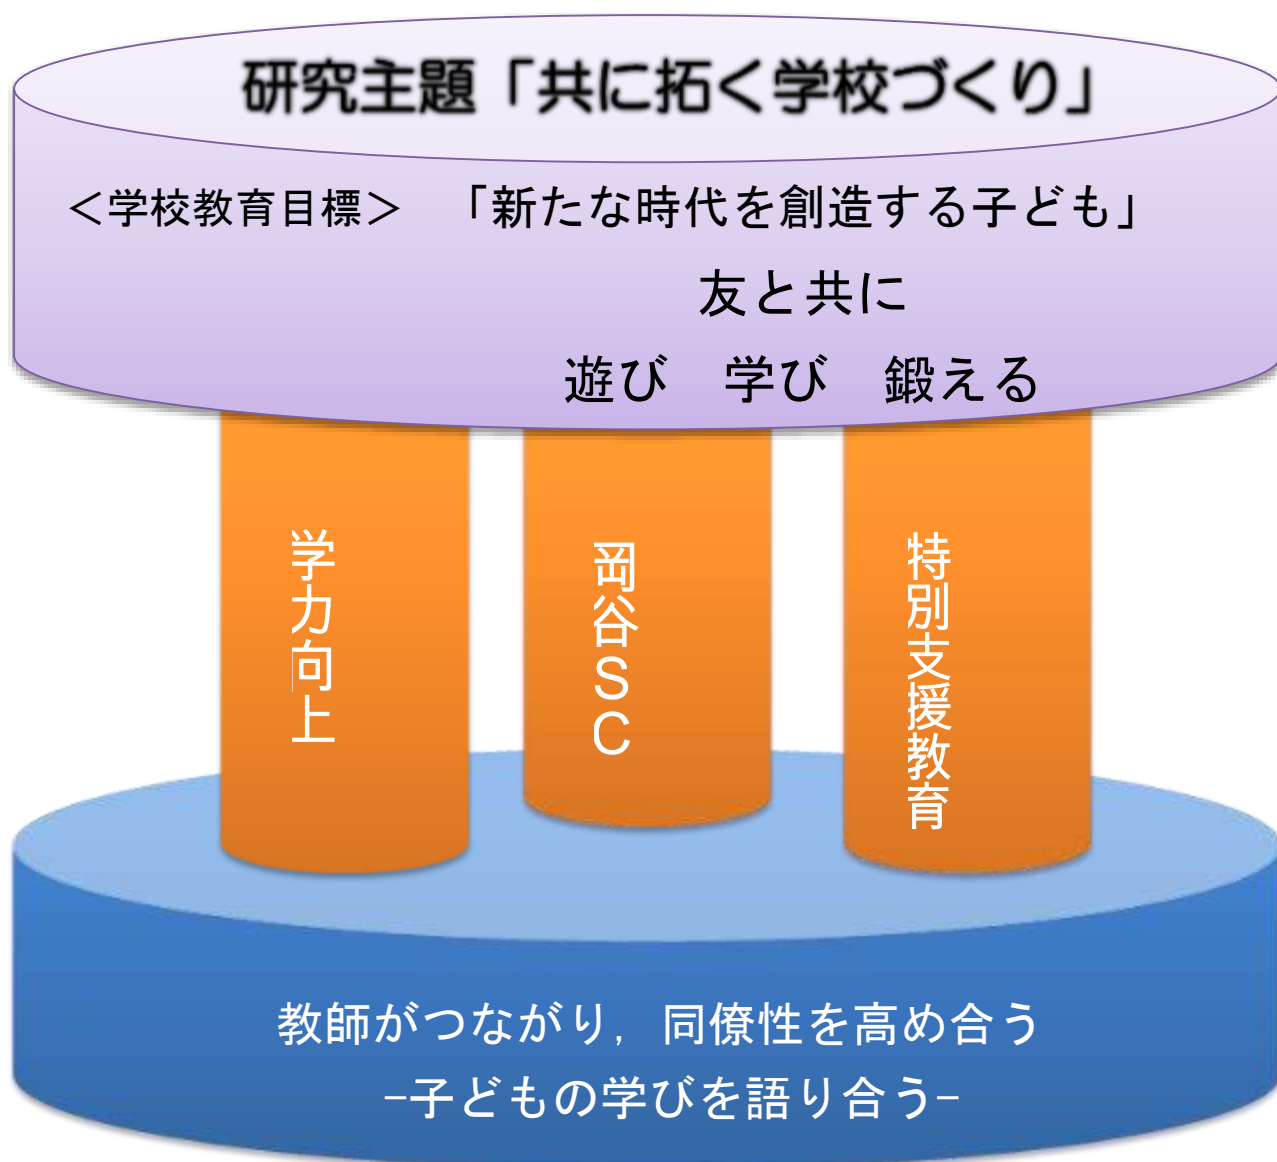 研究主題「共に拓く学校づくり」
<学校教育目標>　「新たな時代を創造する子ども」
友と共に
遊び　学び　鍛える
学力向上
岡谷SC
特別支援教育
教師がつながり，同僚性を高め合う
−子どもの学びを語り合う−